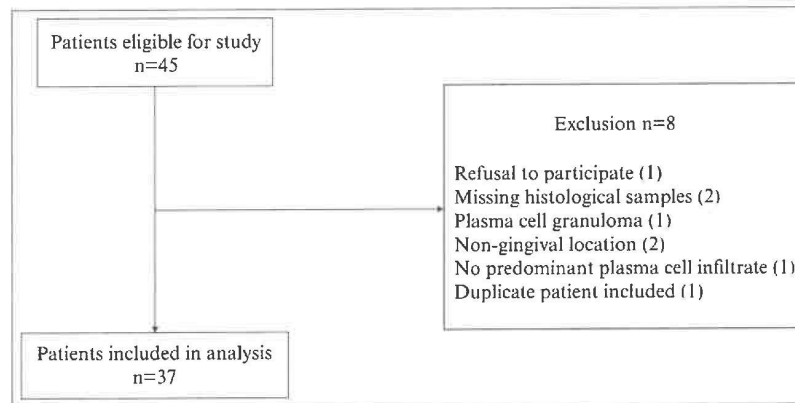 Patients eligible for study
n=45
Exclusion n=8
Refusal to participate (1)
Missing histological samples (2)
Plasma cell granuloma (1)
Non-gingival location (2)
No predominant plasma cell infiltrate (1)
Duplicate patient included (1)
Patients included in analysis
n=37